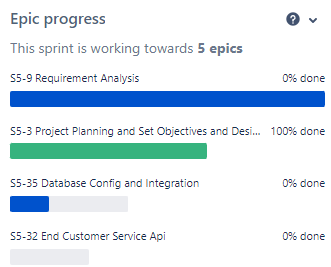 Epic progress
This sprint is working towards 5 epics
S5-9 Requirement Analysis 0% done
S5-3 Project Planning and Set Objectives and Desi... 100% done
S5-35 Database Config and Integration 0% done
S5-32 End Customer Service Api 0% done